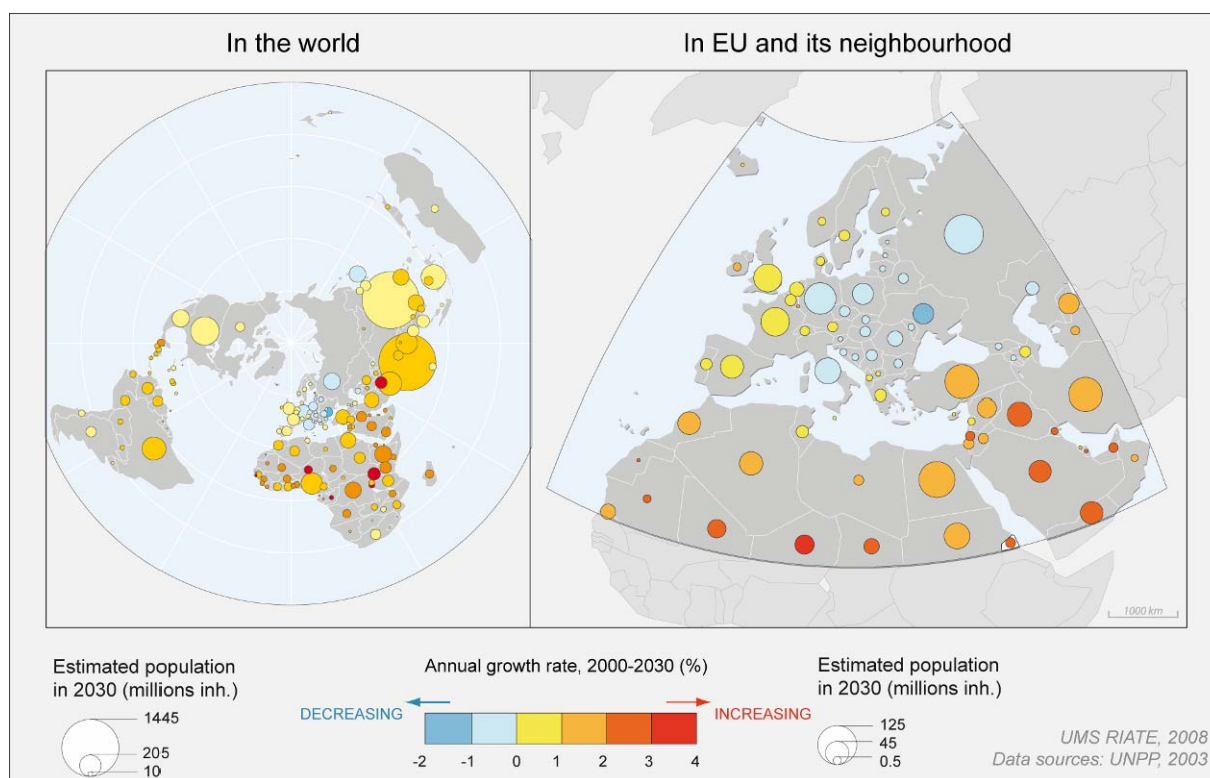 In the world
In EU and its neighbourhood
1000 km
Estimated population
in 2030 (millions inh.)
1445
205
10
Annual growth rate, 2000-2030 (%)
DECREASING
INCREASING
-2 -1 0 1 2 3 4
Estimated population
in 2030 (millions inh.)
125
45
0.5
UMS RIATE, 2008
Data sources: UNPP, 2003